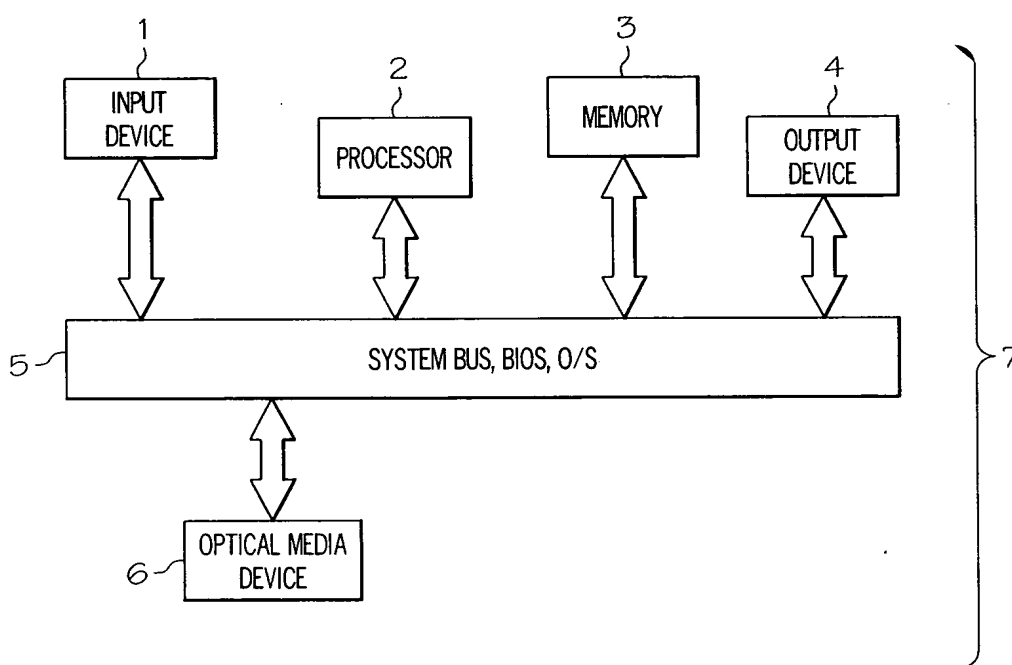 1
INPUT
DEVICE
2
PROCESSOR
3
MEMORY
4
OUTPUT
DEVICE
5
SYSTEM BUS, BIOS, O/S
7
6
OPTICAL MEDIA
DEVICE